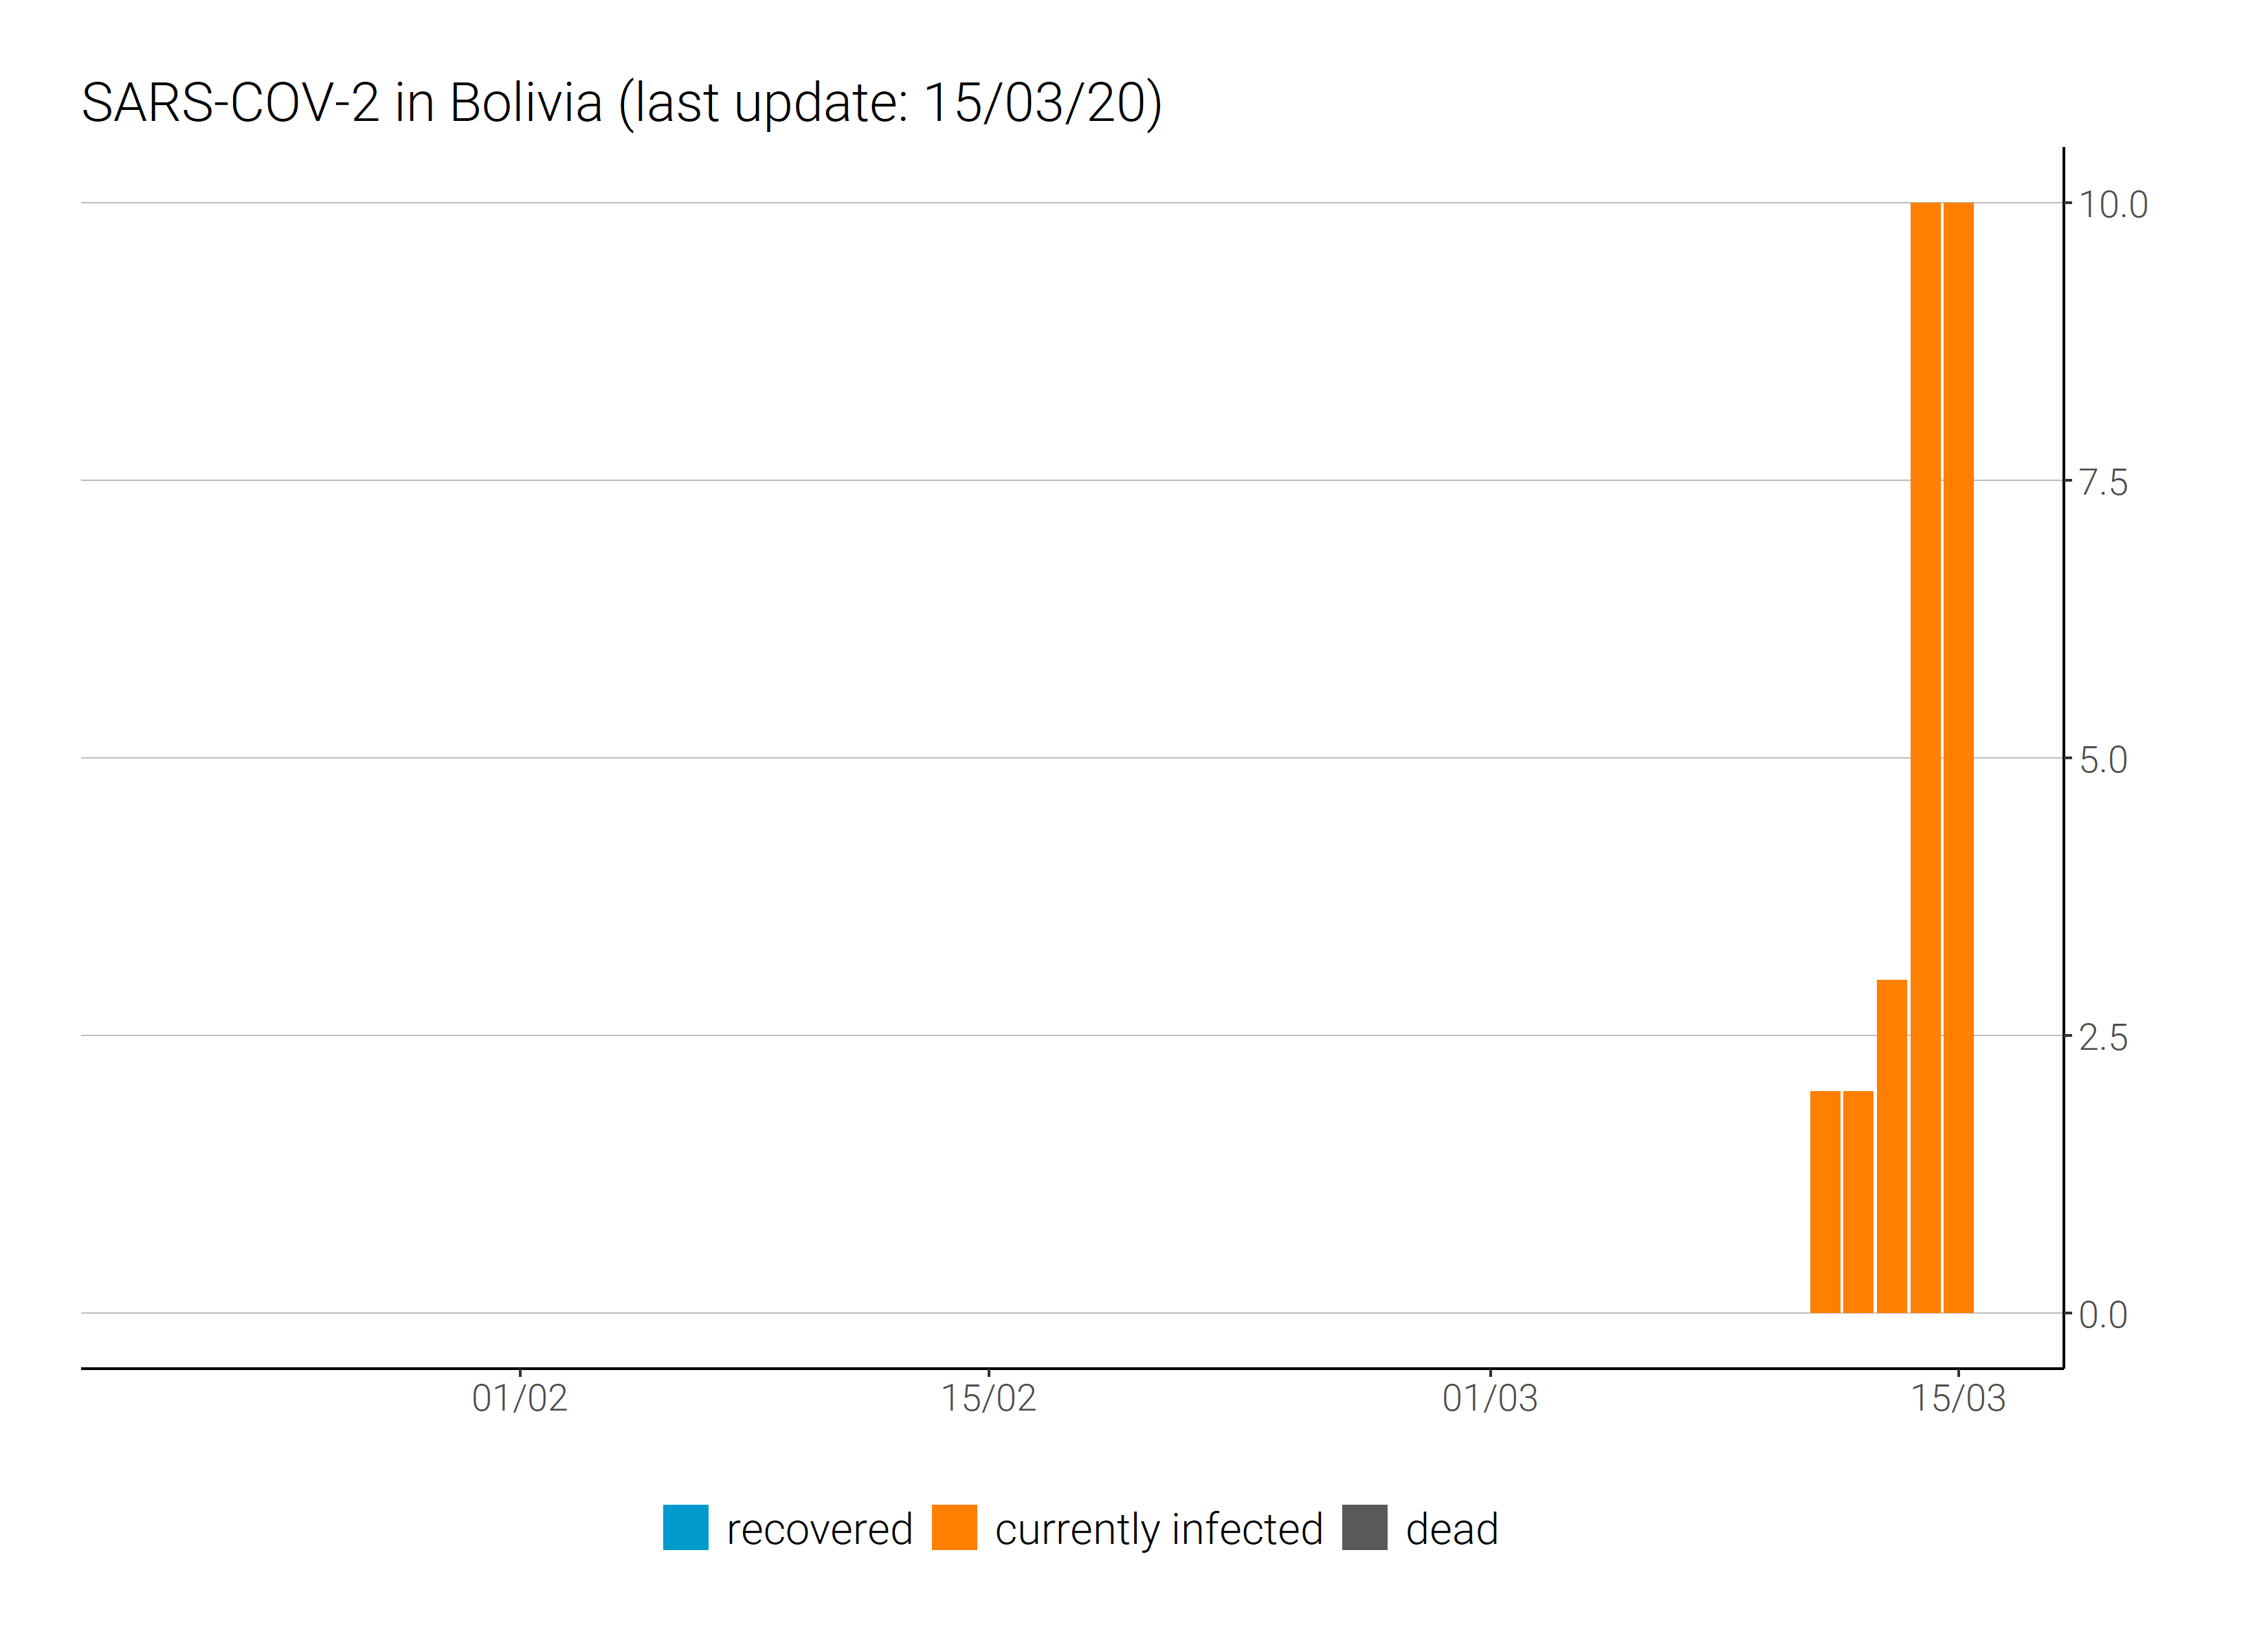 SARS-COV-2 in Bolivia (last update: 15/03/20)
10.0
7.5
5.0
2.5
0.0
01/02 15/02 01/03 15/03
recovered currently infected dead